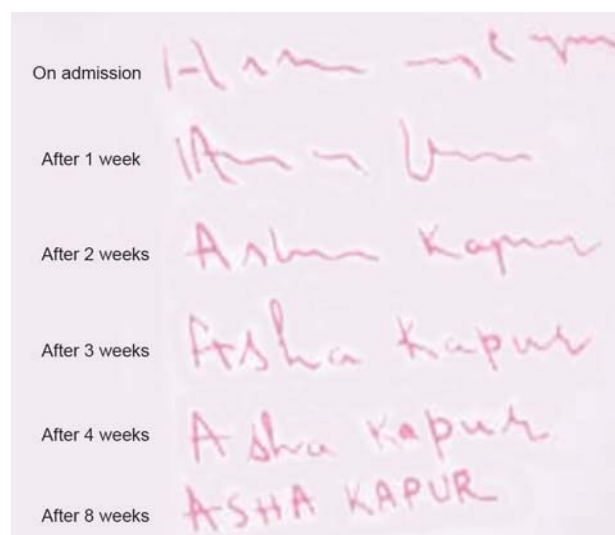 On admission
After 1 week
After 2 weeks Kapur
After 3 weeks Asha Kapur
After 4 weeks Asha Kapur
After 8 weeks ASHA KAPUR